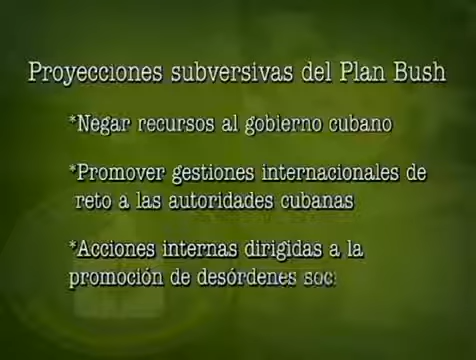 Proyecciones subversivas del Plan Bush
*Negar recursos al gobierno cubano
*Promover gestiones internacionales de
reto a las autoridades cubanas
*Acciones internas dirigidas a la
promoción de desórdenes soc